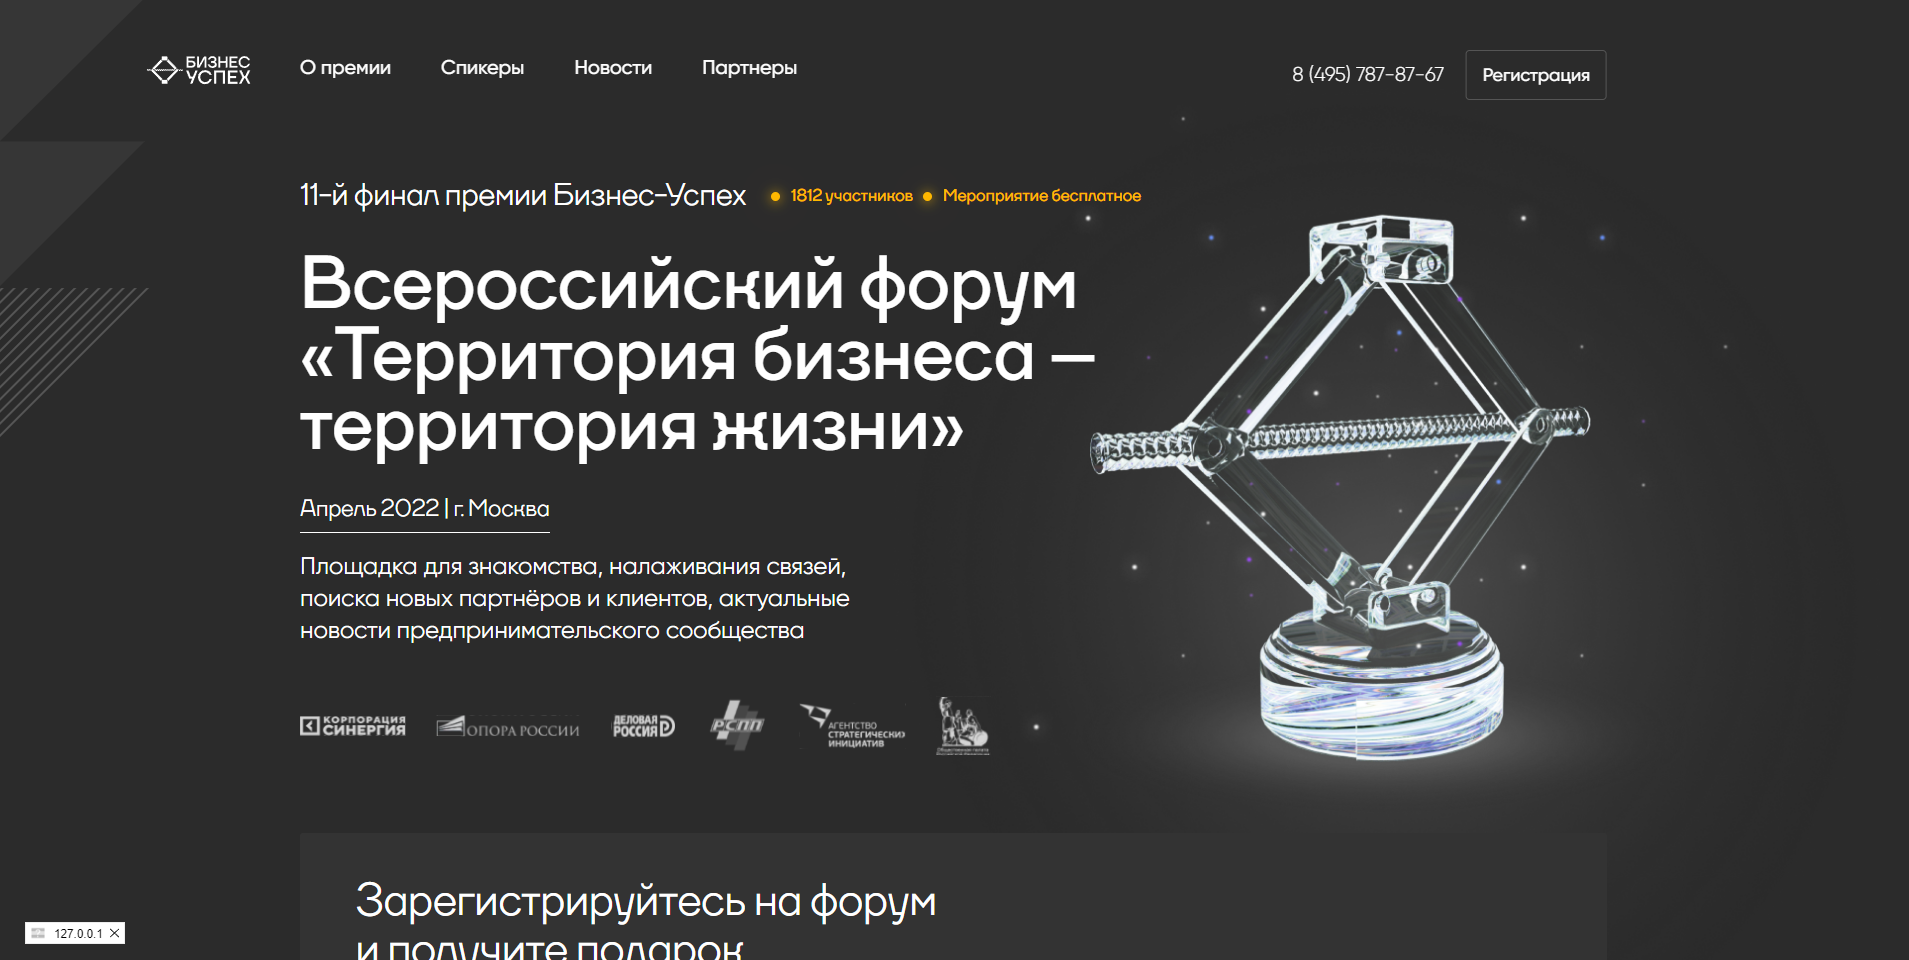 БИЗНЕС
УСПЕХ
О премии
Спикеры
Новости
Партнеры
8 (495) 787-87-67
Регистрация
11-й финал премии Бизнес-Успех
1812 участников
Мероприятие бесплатное
Всероссийский форум
«Территория бизнеса —
территория жизни»
Апрель 2022 | г. Москва
Площадка для знакомства, налаживания связей,
поиска новых партнёров и клиентов, актуальные
новости предпринимательского сообщества
КОРПОРАЦИЯ
СИНЕРГИЯ
ОПОРА РОССИИ
ДЕЛОВАЯ
РОССИЯ
РСПП
АГЕНТСТВО
СТРАТЕГИЧЕСКИХ
ИНИЦИАТИВ
Зарегистрируйтесь на форум
и получите подарок
127.0.0.1